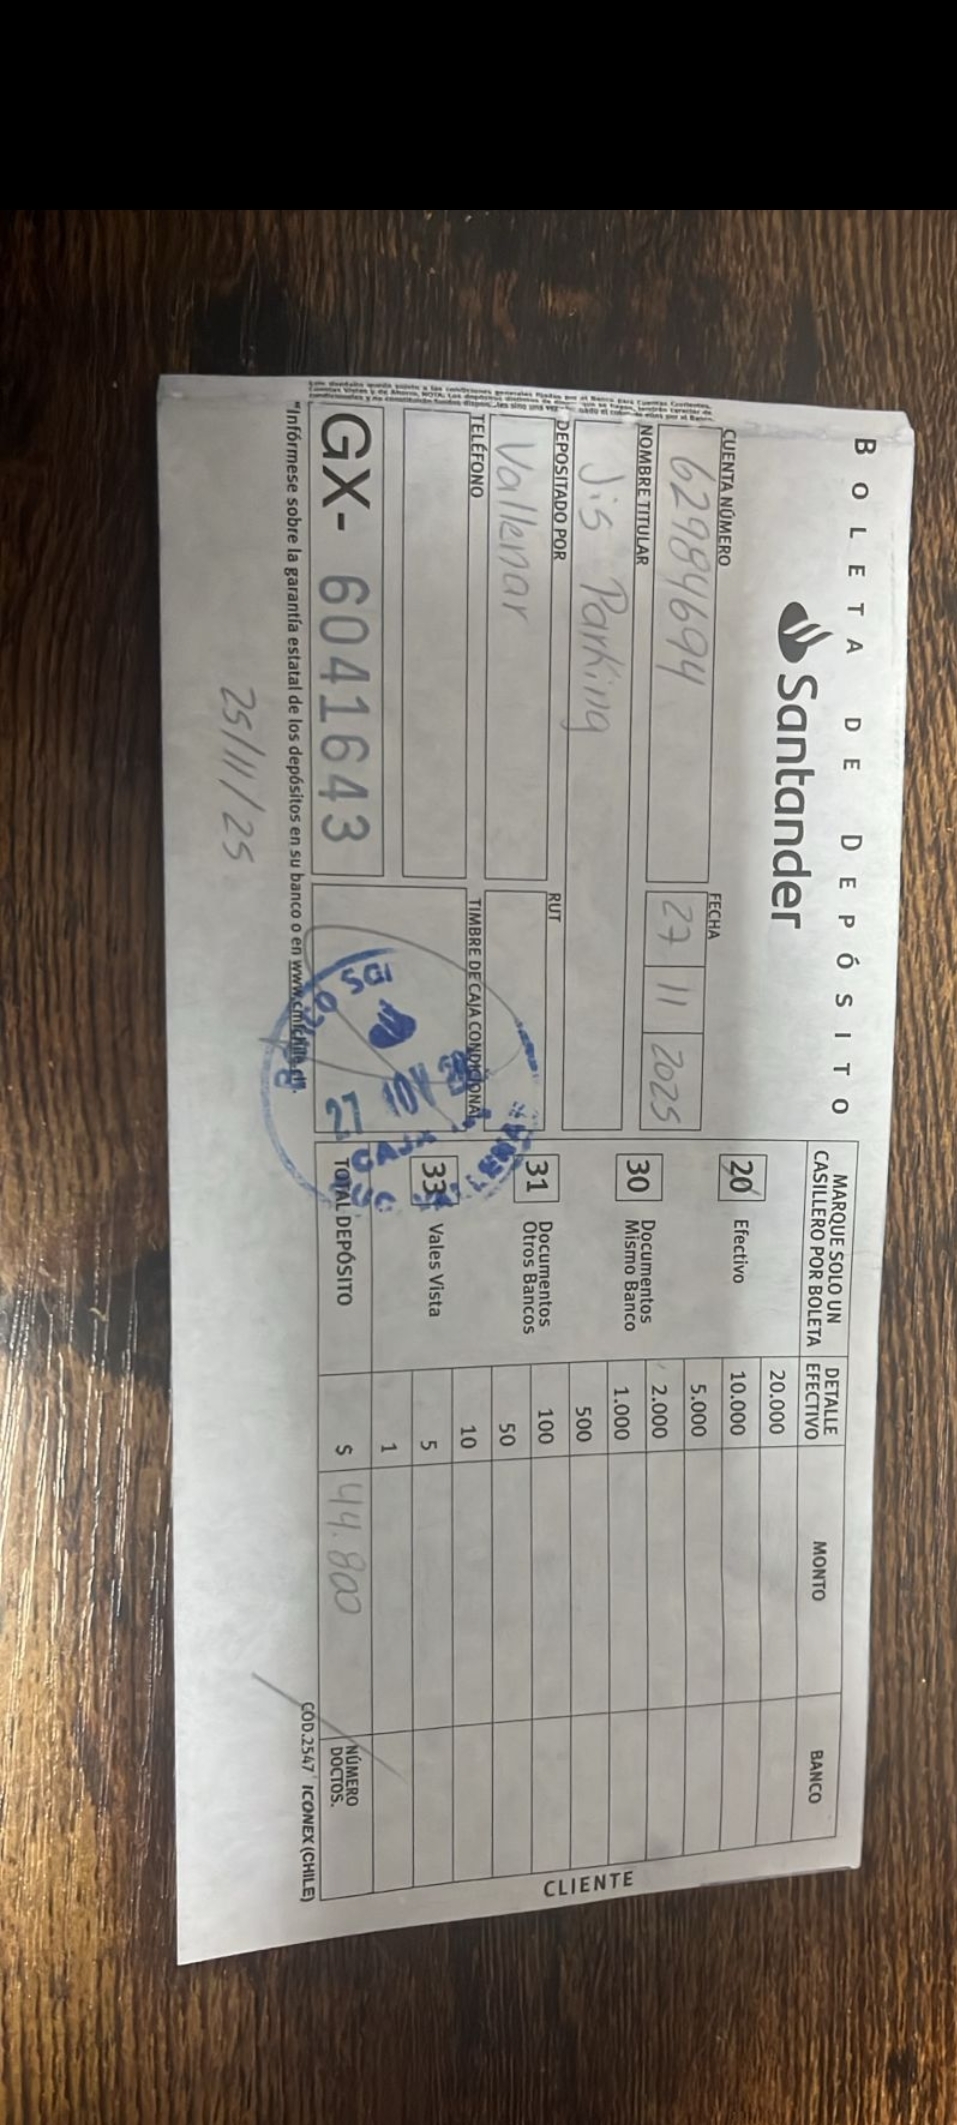 BOLETA DE DEPÓSITO
Santander
CUENTA NÚMERO
62984694
FECHA
27 11 2025
NOMBRE TITULAR
Jis Parking
DEPOSITADO POR
Vallenar
RUT
TELÉFONO
TIMBRE DE CAJA CONDICIONAL
GX- 6041643
*Infórmese sobre la garantía estatal de los depósitos en su banco o en www.cmfchile.cl*.
25/11/25
MARQUE SOLO UN
CASILLERO POR BOLETA
20 Efectivo
30 Documentos
Mismo Banco
31 Documentos
Otros Bancos
33 Vales Vista
TOTAL DEPÓSITO
DETALLE
EFECTIVO
MONTO
BANCO
20.000
10.000
5.000
2.000
1.000
500
100
50
10
5
1
$ 44.800
NÚMERO
DOCTOS.
COD.2547 ICONEX (CHILE)
CLIENTE